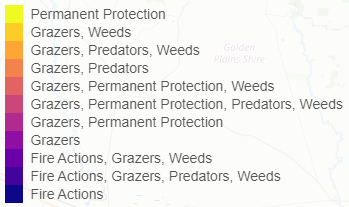 Permanent Protection
Grazers, Weeds
Grazers, Predators, Weeds
Grazers, Predators
Grazers, Permanent Protection, Weeds
Grazers, Permanent Protection, Predators, Weeds
Grazers, Permanent Protection
Grazers
Fire Actions, Grazers, Weeds
Fire Actions, Grazers, Predators, Weeds
Fire Actions
Golden
Plains Shire